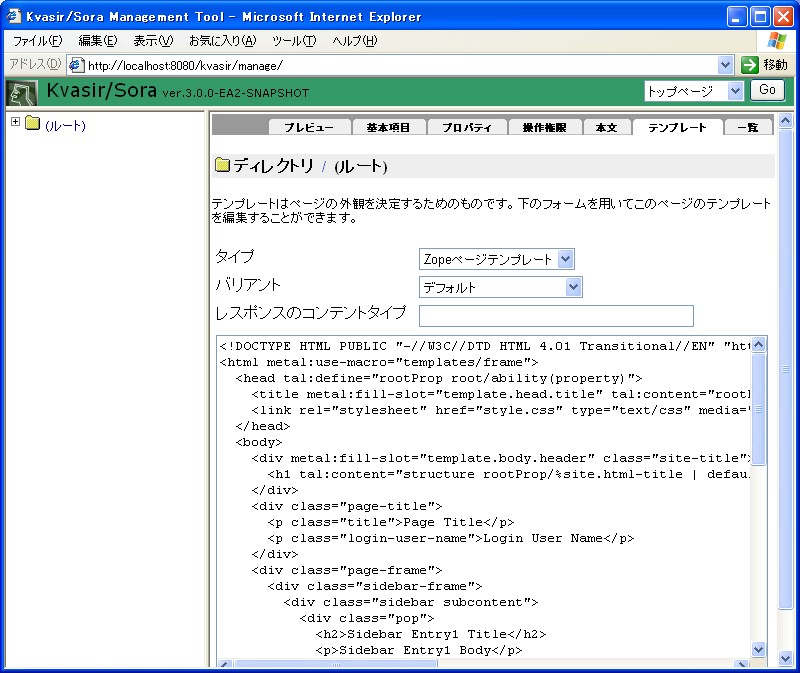 Kvasir/Sora Management Tool - Microsoft Internet Explorer
ファイル(F) 編集(E) 表示(V) お気に入り(A) ツール(T) ヘルプ(H)
アドレス(D) http://localhost:8080/kvasir/manage/ 移動
Kvasir/Sora ver.3.0.0-EA2-SNAPSHOT トップページ Go
(ルート)
プレビュー 基本項目 プロパティ 操作権限 本文 テンプレート 一覧
ディレクトリ / (ルート)
テンプレートはページの外観を決定するためのものです。下のフォームを用いてこのページのテンプレート
を編集することができます。
タイプ Zopeページテンプレート
バリアント デフォルト
レスポンスのコンテントタイプ
<!DOCTYPE HTML PUBLIC "-//W3C//DTD HTML 4.01 Transitional//EN" "htt
<html metal:use-macro="templates/frame">
<head tal:define="rootProp root/ability(property)">
<title metal:fill-slot="template.head.title" tal:content="root
<link rel="stylesheet" href="style.css" type="text/css" media="
</head>
<body>
<div metal:fill-slot="template.body.header" class="site-title">
<h1 tal:content="structure rootProp/%site.html-title | defau
</div>
<div class="page-title">
<p class="title">Page Title</p>
<p class="login-user-name">Login User Name</p>
</div>
<div class="page-frame">
<div class="sidebar-frame">
<div class="sidebar subcontent">
<div class="pop">
<h2>Sidebar Entry1 Title</h2>
<p>Sidebar Entry1 Body</p>